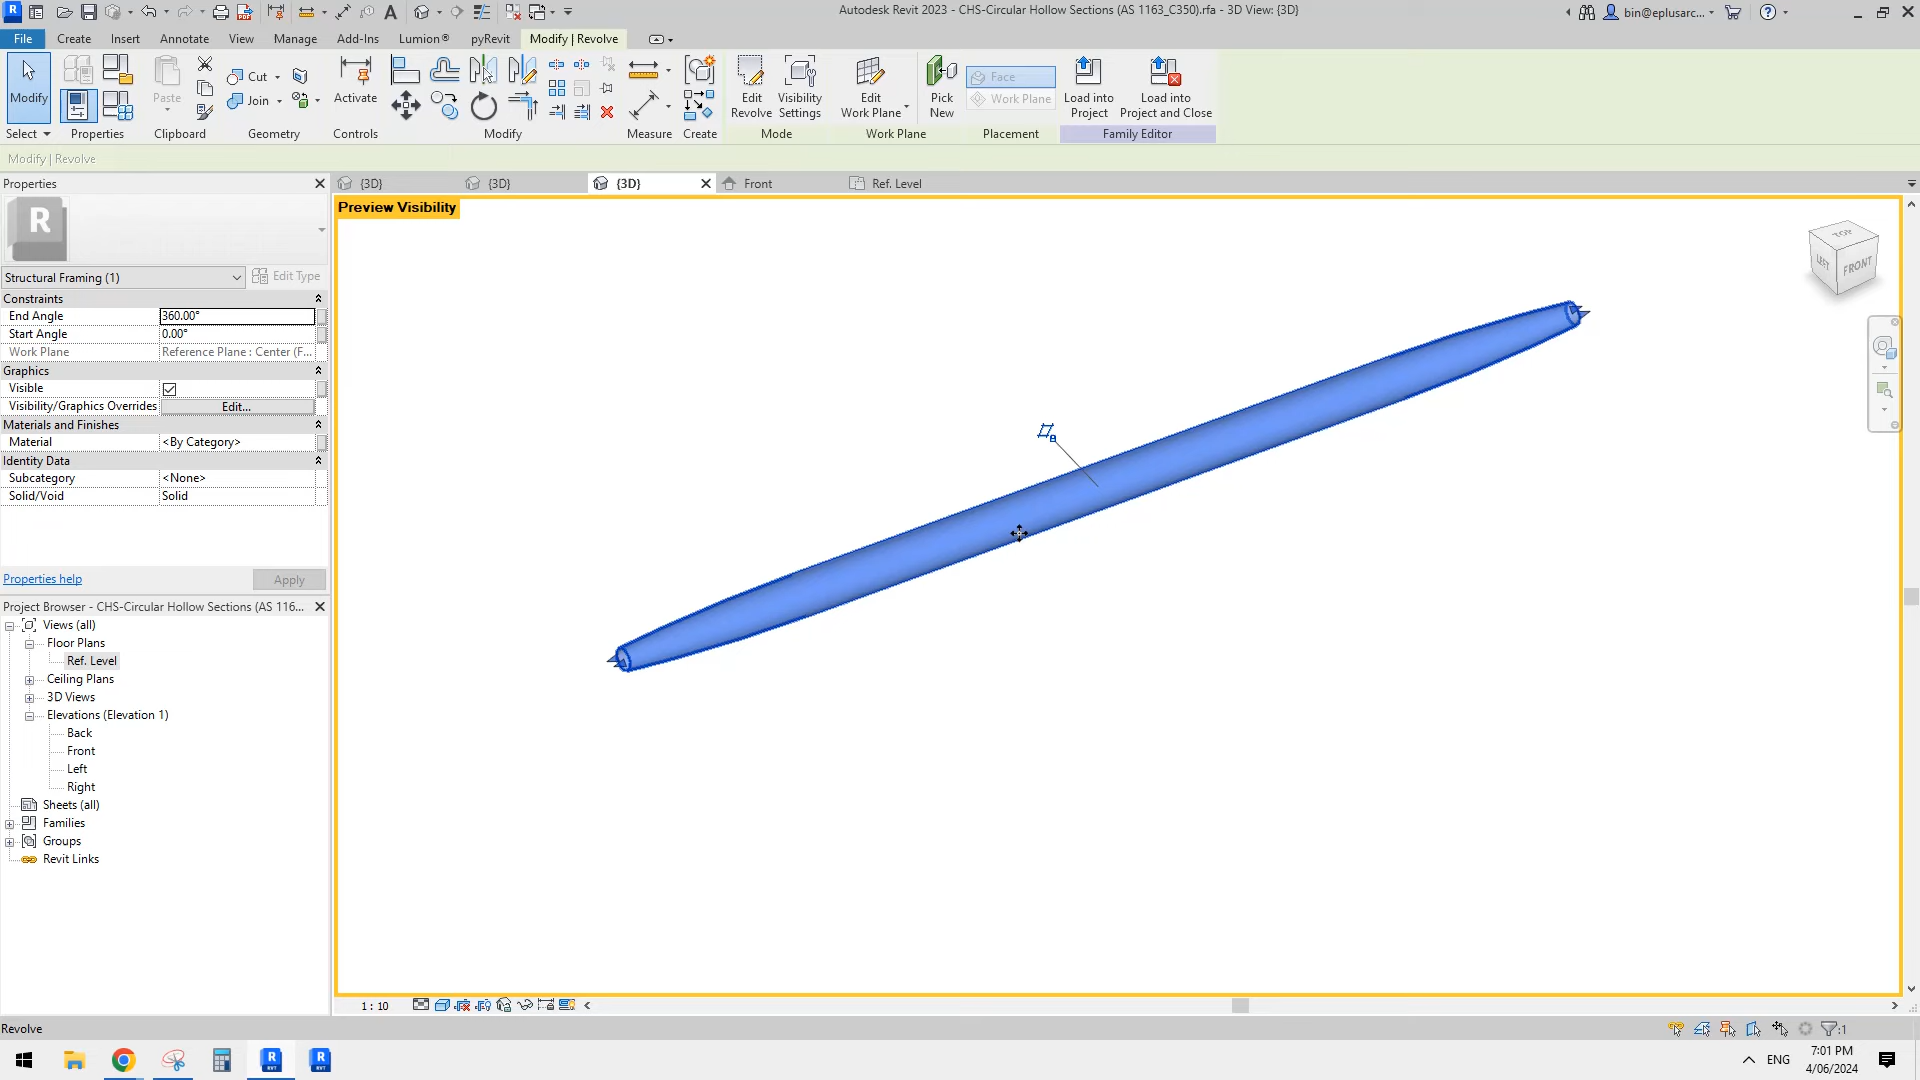 Autodesk Revit 2023 - CHS-Circular Hollow Sections (AS 1163_C350).rfa - 3D View: {3D}
bin@eplusarc...
File
Create
Insert
Annotate
View
Manage
Add-Ins
Lumion®
pyRevit
Modify | Revolve
Modify
Paste
Cut
Join
Activate
Edit
Revolve
Visibility
Settings
Edit
Work Plane
Pick
New
Face
Work Plane
Load into
Project
Load into
Project and Close
Select
Properties
Clipboard
Geometry
Controls
Modify
Measure
Create
Mode
Work Plane
Placement
Family Editor
Modify | Revolve
Properties
{3D}
{3D}
{3D}
Front
Ref. Level
Preview Visibility
R
Structural Framing (1)
Edit Type
Constraints
End Angle
360.00°
Start Angle
0.00°
Work Plane
Reference Plane : Center (F...
Graphics
Visible
Visibility/Graphics Overrides
Edit...
Materials and Finishes
Material
<By Category>
Identity Data
Subcategory
<None>
Solid/Void
Solid
Properties help
Apply
Project Browser - CHS-Circular Hollow Sections (AS 116...
Views (all)
Floor Plans
Ref. Level
Ceiling Plans
3D Views
Elevations (Elevation 1)
Back
Front
Left
Right
Sheets (all)
Families
Groups
Revit Links
TOP
LEFT
FRONT
1 : 10
Revolve
:1
ENG
7:01 PM
4/06/2024